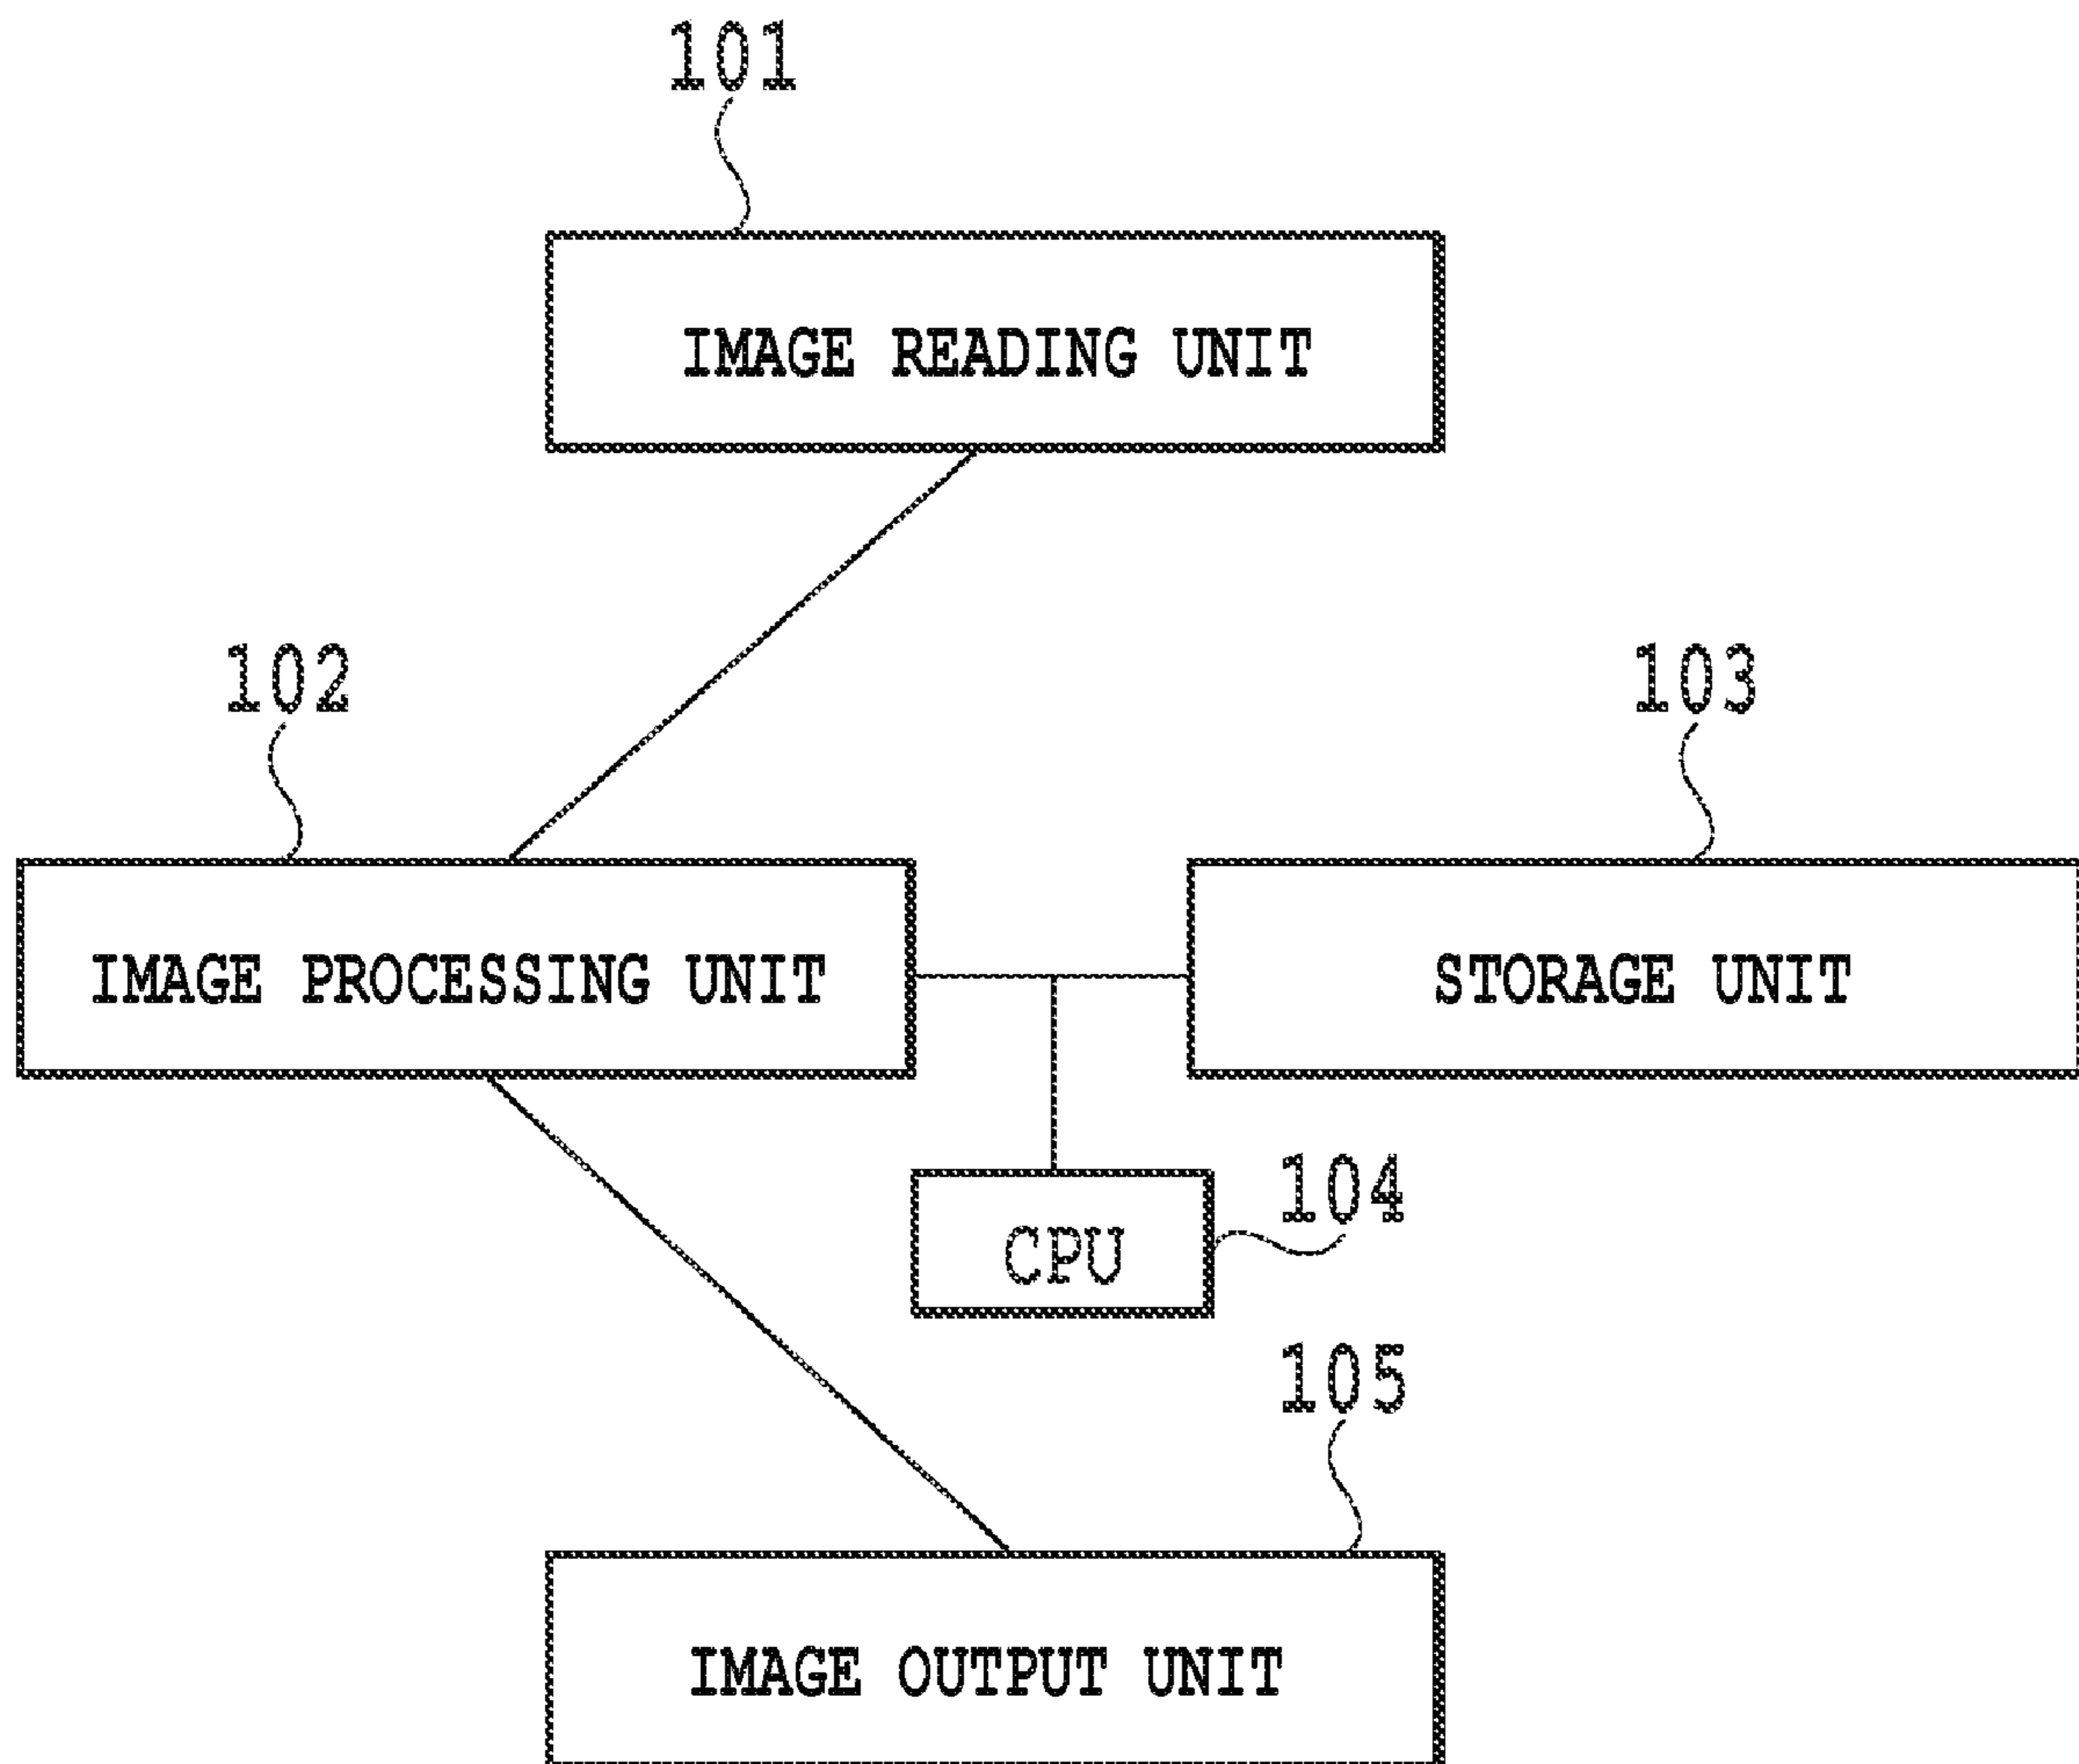 101
IMAGE READING UNIT
102
103
IMAGE PROCESSING UNIT
STORAGE UNIT
104
CPU
105
IMAGE OUTPUT UNIT